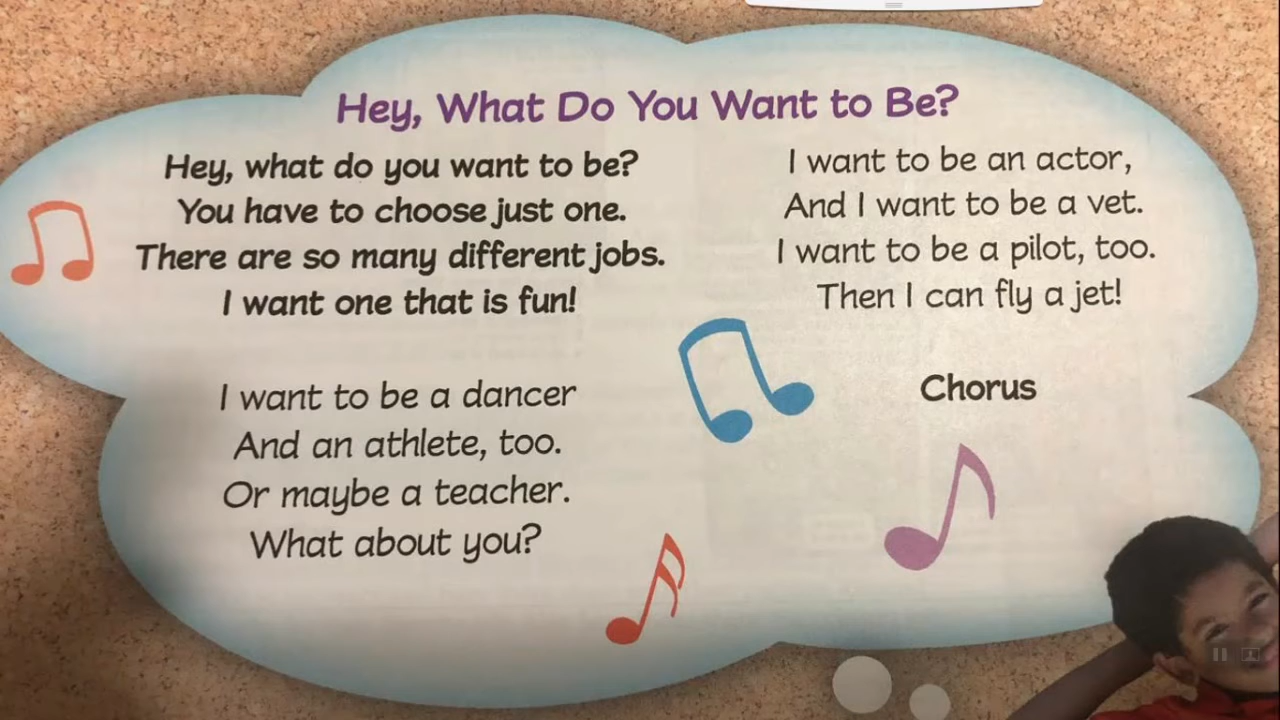 Hey, What Do You Want to Be?
Hey, what do you want to be?
You have to choose just one.
There are so many different jobs.
I want one that is fun!
I want to be a dancer
And an athlete, too.
Or maybe a teacher.
What about you?
I want to be an actor,
And I want to be a vet.
I want to be a pilot, too.
Then I can fly a jet!
Chorus